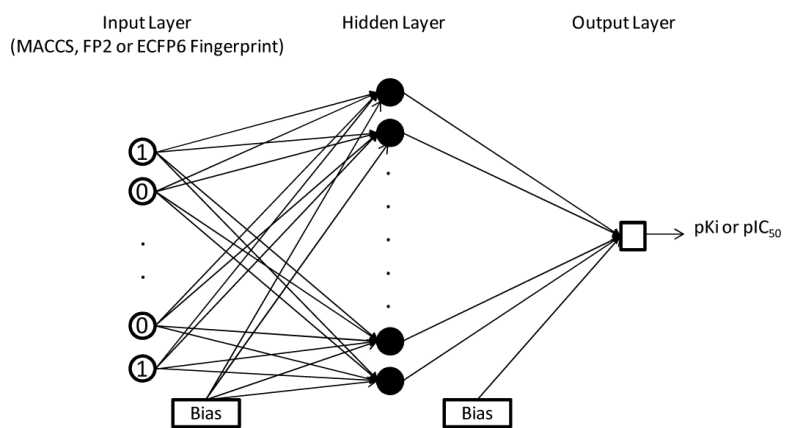 Input Layer
(MACCS, FP2 or ECFP6 Fingerprint)
Hidden Layer
Output Layer
1
0
0
1
pKi or pIC₅₀
Bias
Bias